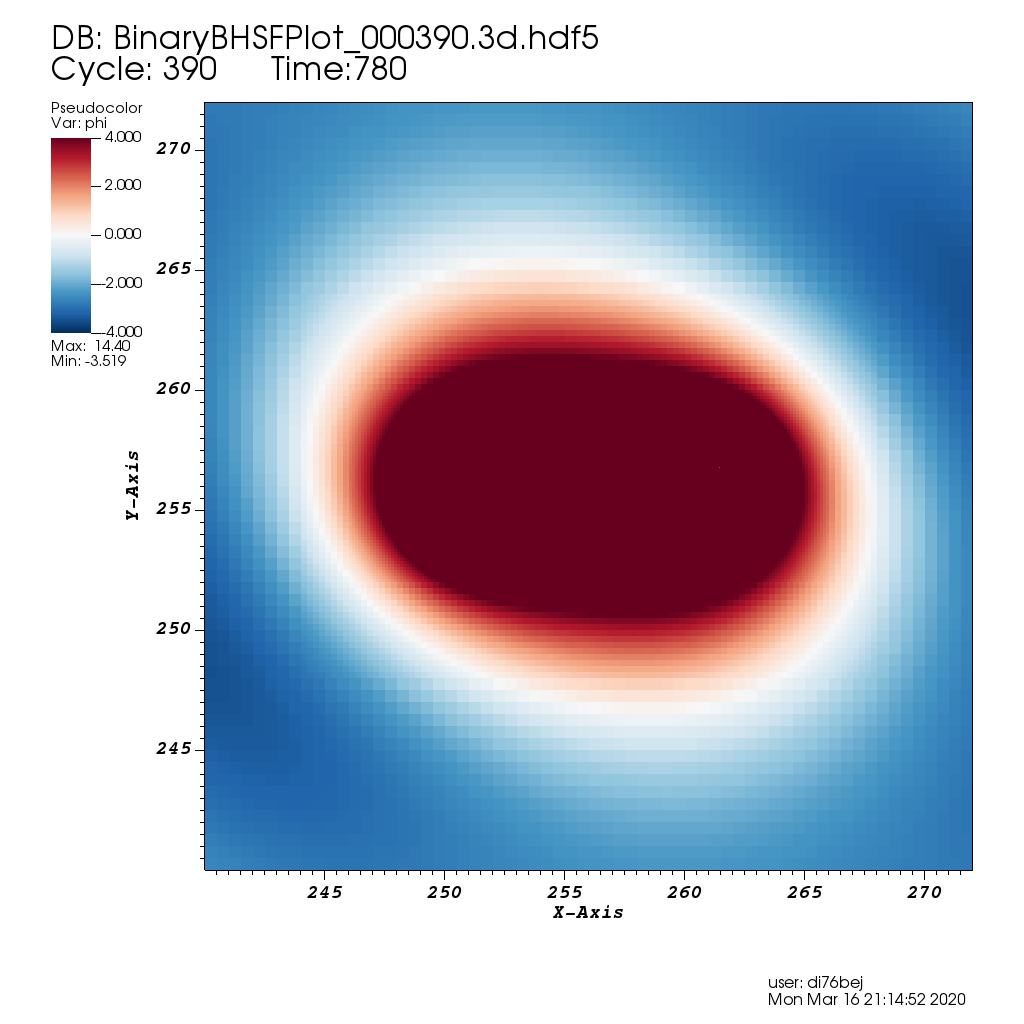 DB: BinaryBHSFPlot_000390.3d.hdf5
Cycle: 390 Time:780
Pseudocolor
Var: phi
4.000
2.000
0.000
-2.000
-4.000
Max: 14.40
Min: -3.519
270
265
260
255
250
245
Y-Axis
245 250 255 260 265 270
X-Axis
user: di76bej
Mon Mar 16 21:14:52 2020